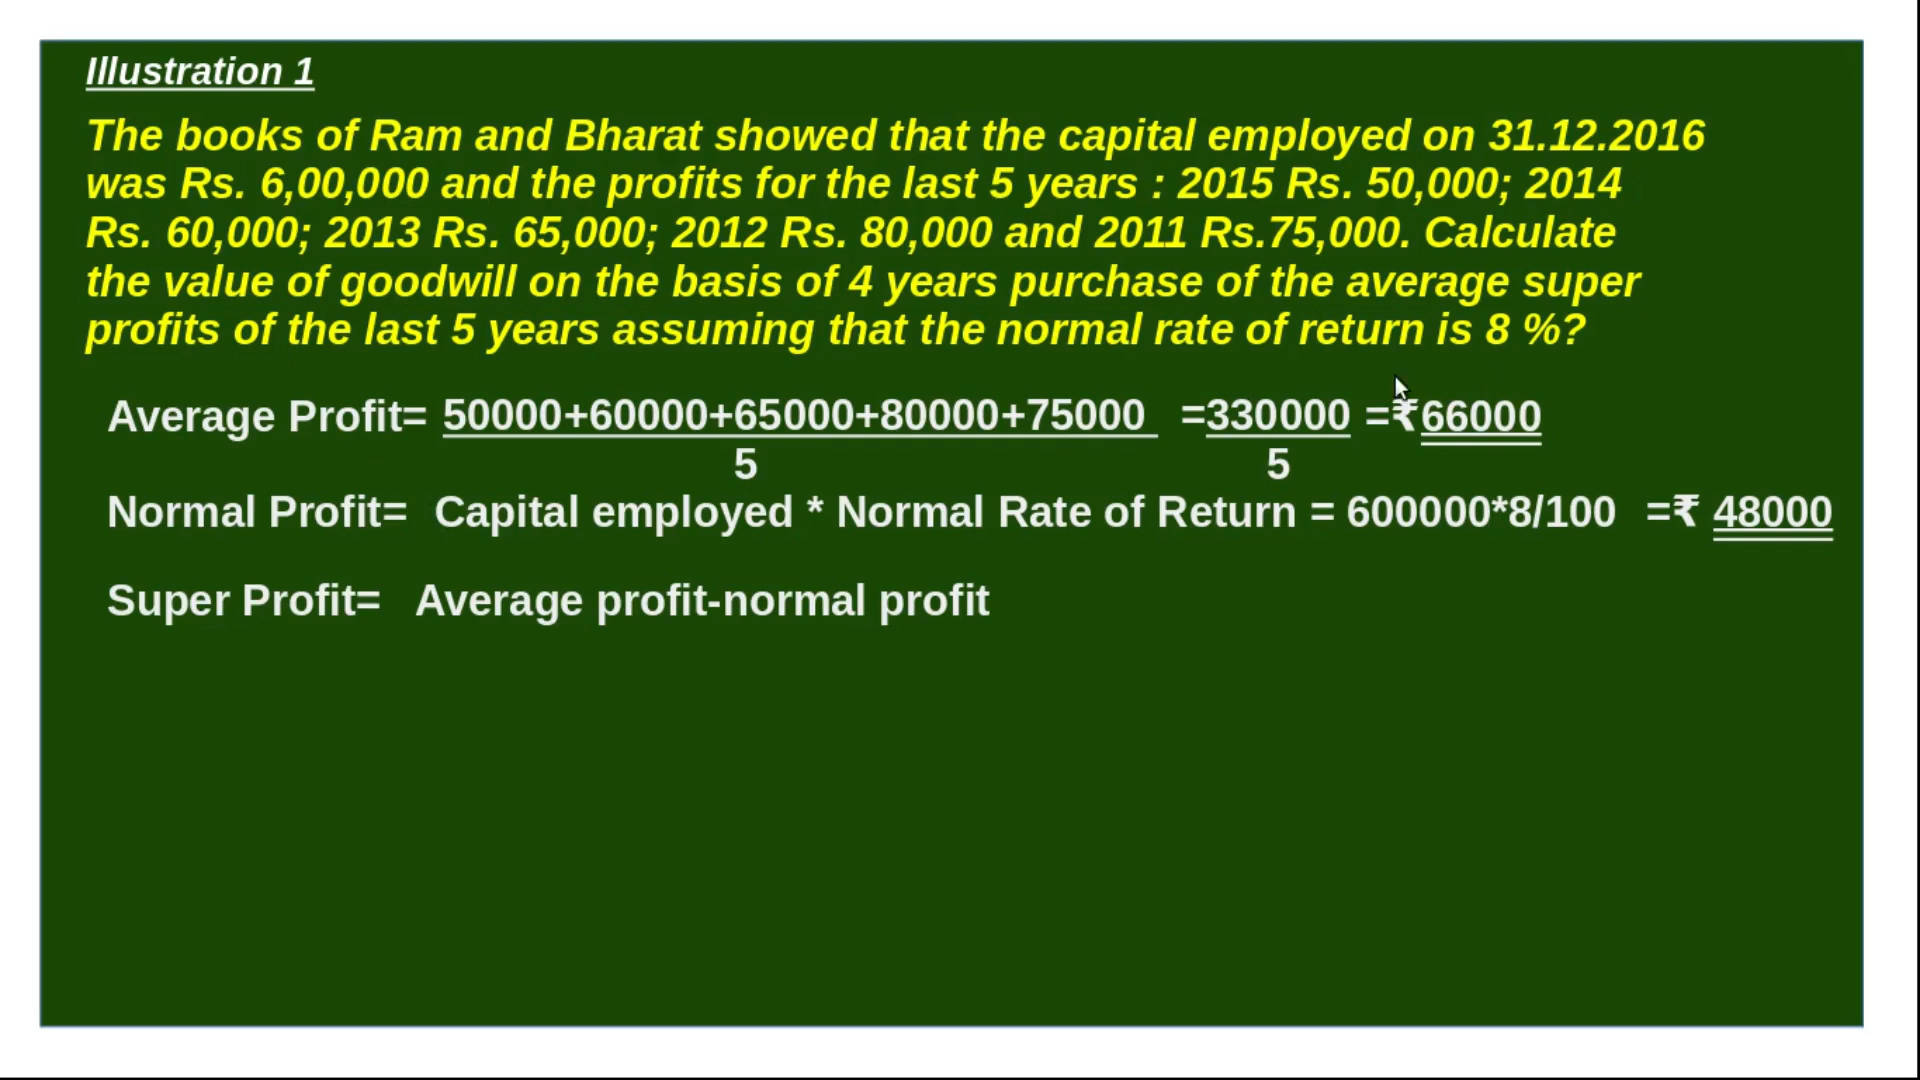 Illustration 1
The books of Ram and Bharat showed that the capital employed on 31.12.2016
was Rs. 6,00,000 and the profits for the last 5 years : 2015 Rs. 50,000; 2014
Rs. 60,000; 2013 Rs. 65,000; 2012 Rs. 80,000 and 2011 Rs.75,000. Calculate
the value of goodwill on the basis of 4 years purchase of the average super
profits of the last 5 years assuming that the normal rate of return is 8 %?
Average Profit= 50000+60000+65000+80000+75000 =330000 =₹66000
5 5
Normal Profit= Capital employed * Normal Rate of Return = 600000*8/100 =₹ 48000
Super Profit= Average profit-normal profit